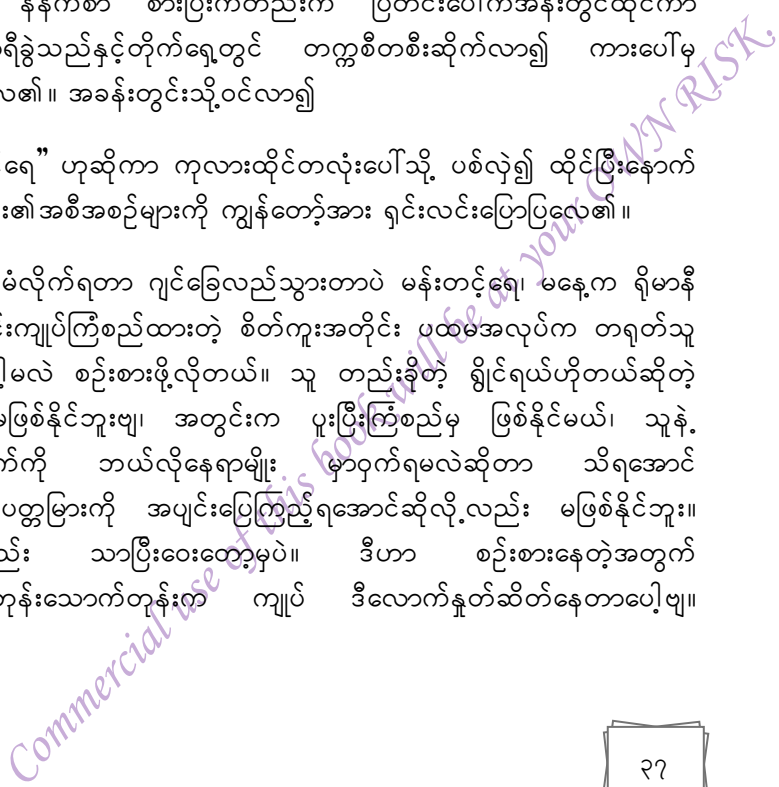 နံနက်စာ စားပြီးကတည်းက ပြတင်းပေါက်အနီးတွင်ထိုင်ကာ
ရီခွဲသည်နှင့်တိုက်ရှေ့တွင် တက္ကစီတစီးဆိုက်လာ၍ ကားပေါ်မှ
လေ၏။ အခန်းတွင်းသို့ဝင်လာ၍
ရေ” ဟုဆိုကာ ကုလားထိုင်တလုံးပေါ်သို့ ပစ်လှဲ၍ ထိုင်ပြီးနောက်
၏အစီအစဉ်များကို ကျွန်တော့်အား ရှင်းလင်းပြောပြလေ၏။
မံလိုက်ရတာ ဂျင်ခြေလည်သွားတာပဲ မန်းတင့်ရေ၊ မနေ့က ရိုမာနီ
ကျုပ်ကြံစည်ထားတဲ့ စိတ်ကူးအတိုင်း ပထမအလုပ်က တရုတ်သူ
မလဲ စဉ်းစားဖို့လိုတယ်။ သူ တည်းခိုတဲ့ ရွှိုင်ရယ်ဟိုတယ်ဆိုတဲ့
မဖြစ်နိုင်ဘူးဗျ၊ အတွင်းက ပူးပြီးကြံစည်မှ ဖြစ်နိုင်မယ်၊ သူနဲ့
က်ကို ဘယ်လိုနေရာမျိုး မှာဝှက်ရမလဲဆိုတာ သိရအောင်
ပတ္တမြားကို အပျင်းပြေကြည့်ရအောင်ဆိုလို့လည်း မဖြစ်နိုင်ဘူး။
သာပြီးဝေးတော့မှပဲ။ ဒီဟာ စဉ်းစားနေတဲ့အတွက်
တုန်းသောက်တုန်းက ကျုပ် ဒီလောက်နှုတ်ဆိတ်နေတာပေါ့ဗျ။
Commercial use of this book will be at your OWN RISK.
၃၇